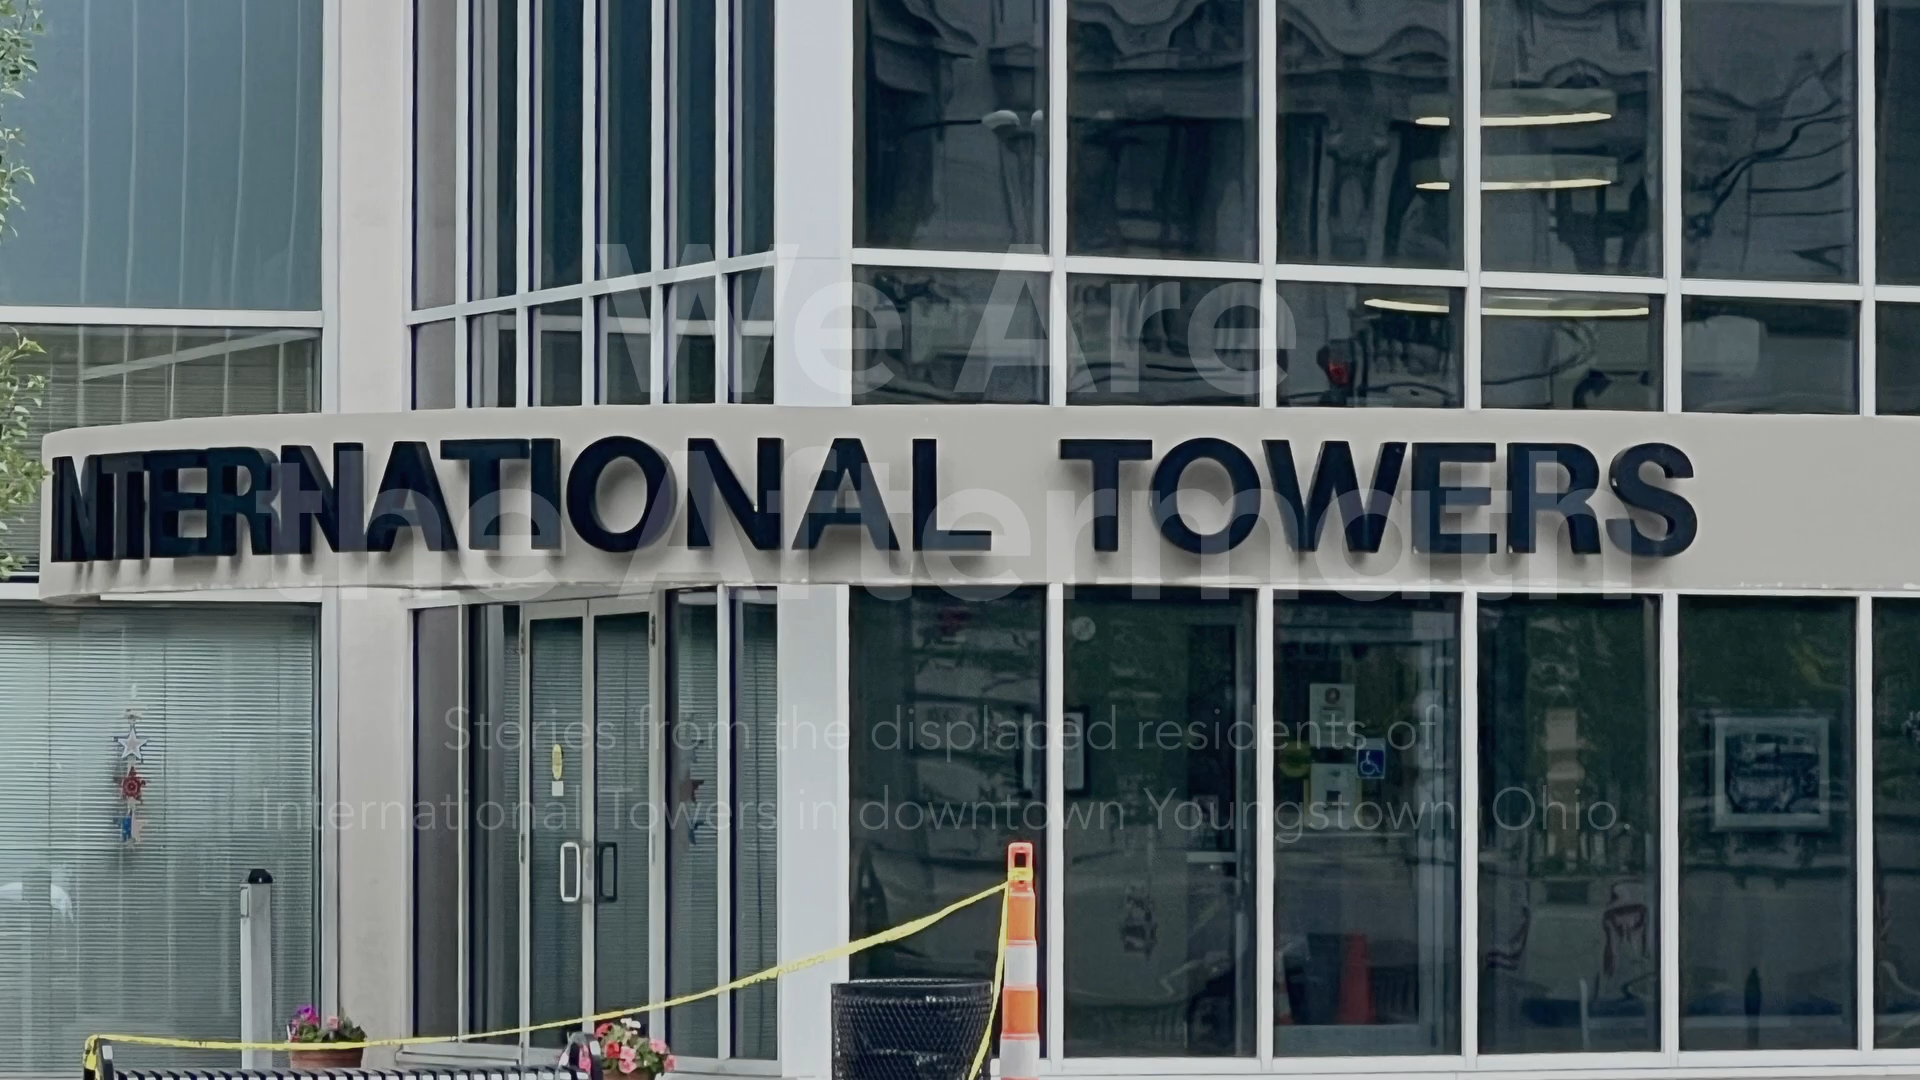 We Are
INTERNATIONAL TOWERS
the Aftermath
Stories from the displaced residents of
International Towers in downtown Youngstown, Ohio.